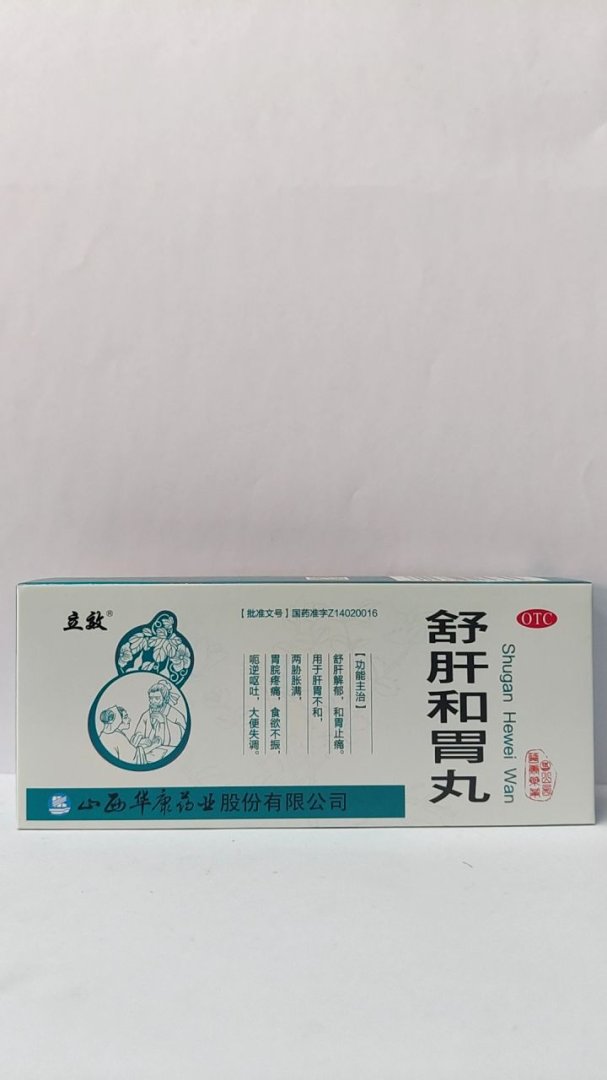 立效®
【批准文号】国药准字Z14020016
【功能主治】
舒肝解郁，和胃止痛。
用于肝胃不和，
两胁胀满，
胃脘疼痛，食欲不振，
呃逆呕吐，大便失调。
舒肝和胃丸
Shugan Hewei Wan
OTC
山西华康药业股份有限公司